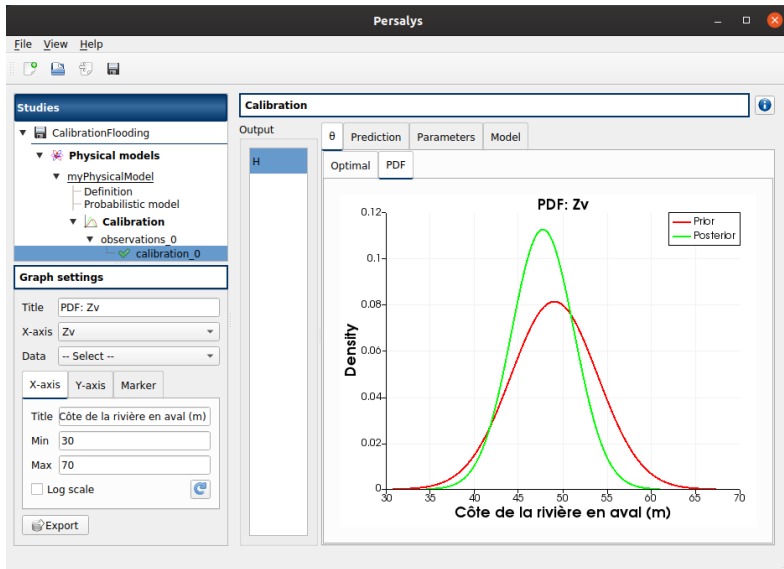 Persalys
File View Help
Studies
CalibrationFlooding
Physical models
myPhysicalModel
Definition
Probabilistic model
Calibration
observations_0
calibration_0
Graph settings
Title PDF: Zv
X-axis Zv
Data -- Select --
X-axis Y-axis Marker
Title Côte de la rivière en aval (m)
Min 30
Max 70
Log scale
Export
Calibration
Output
H
θ Prediction Parameters Model
Optimal PDF
PDF: Zv
Prior
Posterior
Density
0.12
0.1
0.08
0.06
0.04
0.02
0
30 35 40 45 50 55 60 65 70
Côte de la rivière en aval (m)